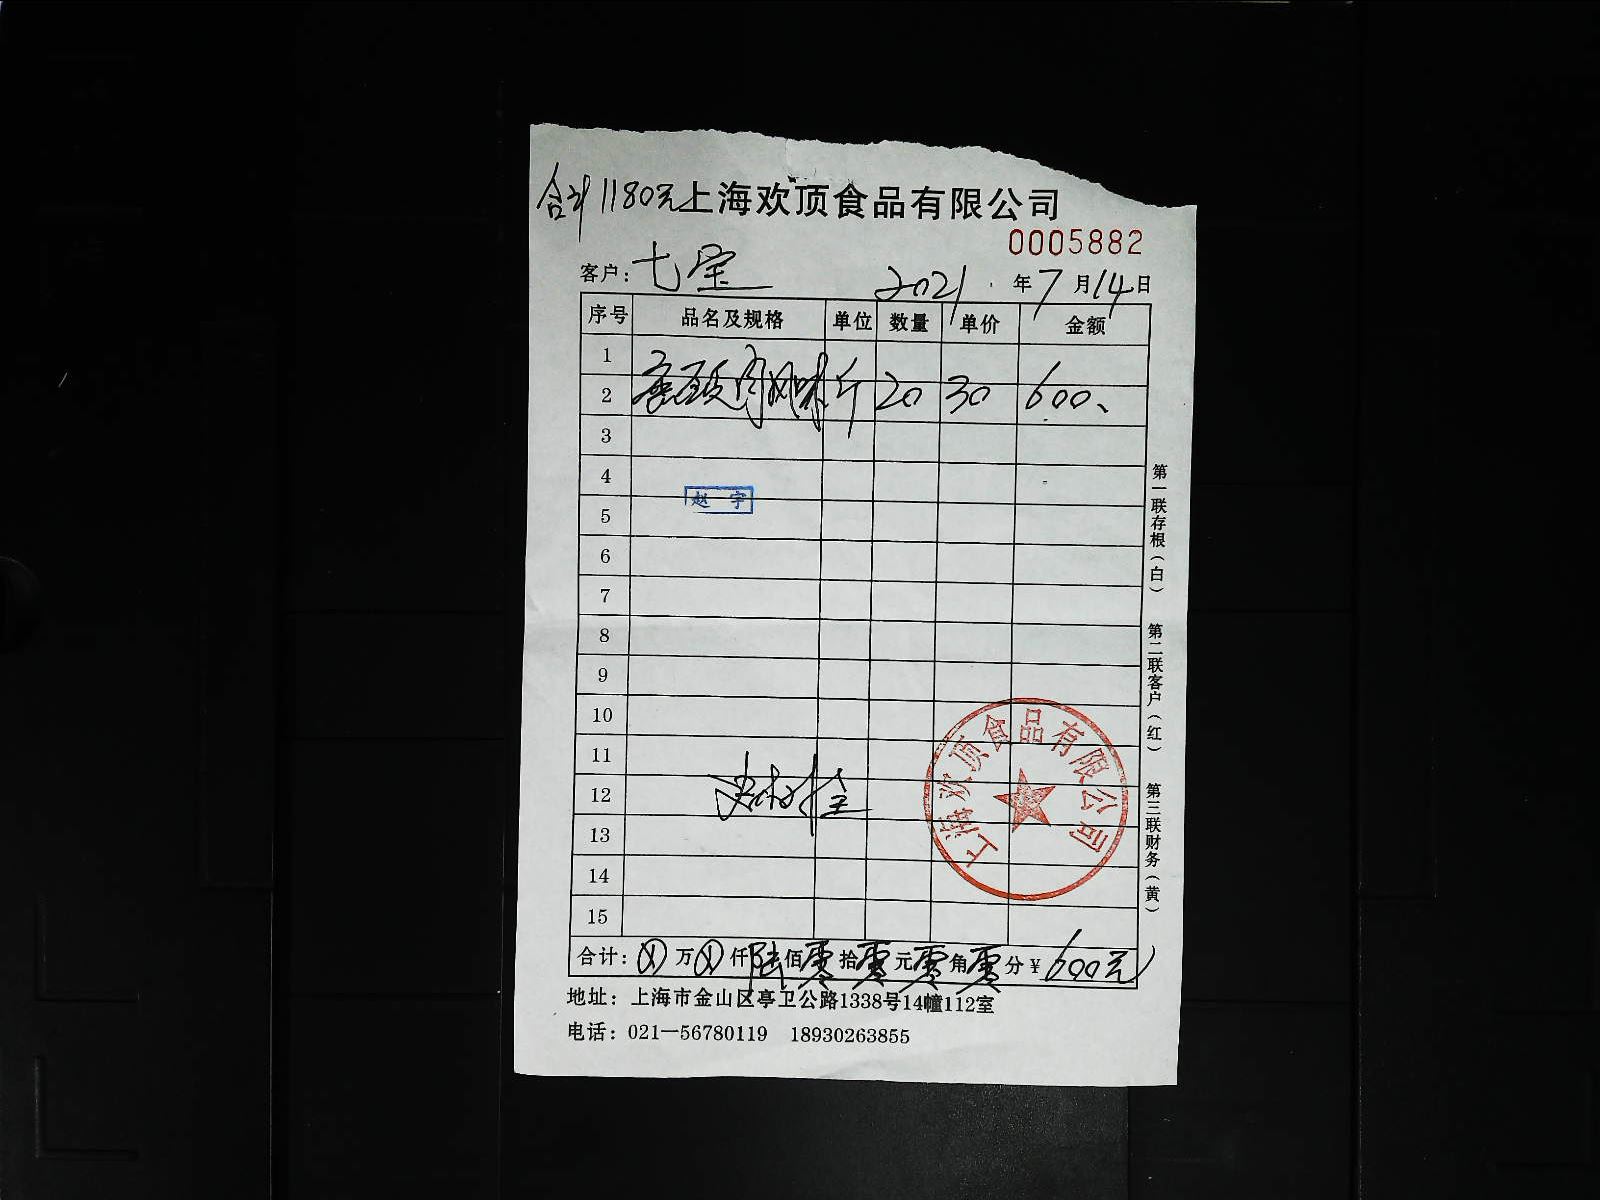 合计1180元上海欢顶食品有限公司
0005882
客户：七宝 2021年7月14日
序号 品名及规格 单位 数量 单价 金额
1
2 肉风味 斤 20 30 600、
3
4
赵宇
5
6
7
8
9
10
11
12
13
14
15
上海欢顶食品有限公司
合计：万仟陆佰零拾零元零角零分￥600元
地址：上海市金山区亭卫公路1338号14幢112室
电话：021—56780119 18930263855
第一联存根（白）
第二联客户（红）
第三联财务（黄）